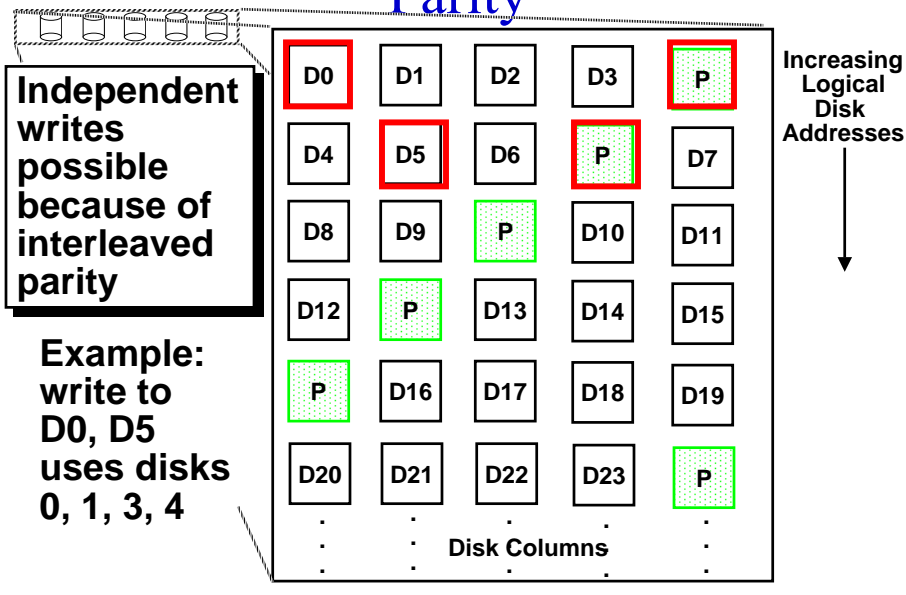 Parity
Independent
writes
possible
because of
interleaved
parity
Example:
write to
D0, D5
uses disks
0, 1, 3, 4
D0 D1 D2 D3 P
D4 D5 D6 P D7
D8 D9 P D10 D11
D12 P D13 D14 D15
P D16 D17 D18 D19
D20 D21 D22 D23 P
. . . . .
. . Disk Columns .
. . . . .
Increasing
Logical
Disk
Addresses